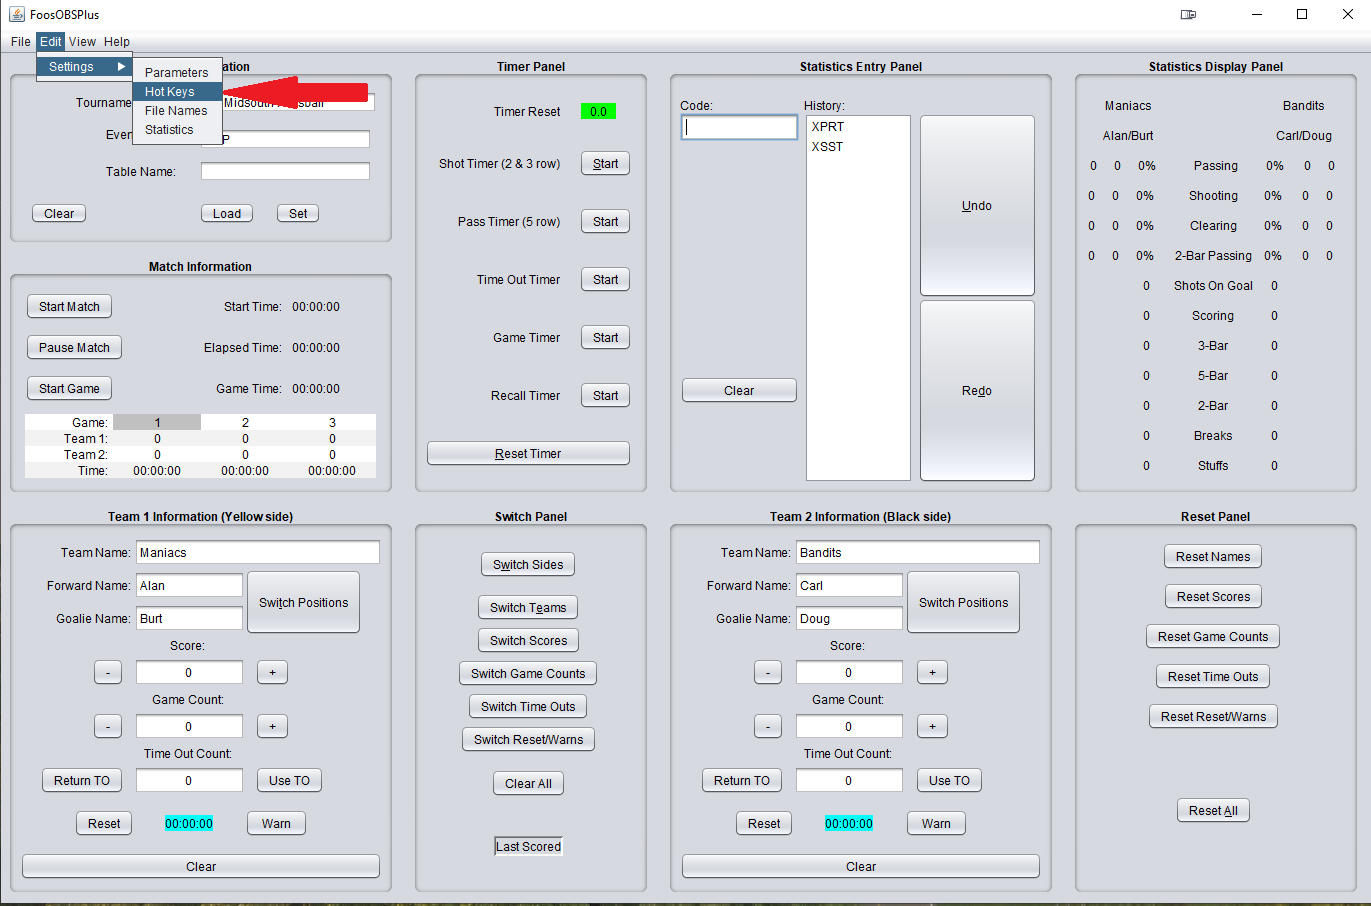 FoosOBSPlus
File Edit View Help
Settings
Parameters
Hot Keys
File Names
Statistics
Tourname
Midsouth
Even
P
Table Name:
Clear Load Set
Match Information
Start Match Start Time: 00:00:00
Pause Match Elapsed Time: 00:00:00
Start Game Game Time: 00:00:00
Game: 1 2 3
Team 1: 0 0 0
Team 2: 0 0 0
Time: 00:00:00 00:00:00 00:00:00
Timer Panel
Timer Reset 0.0
Shot Timer (2 & 3 row) Start
Pass Timer (5 row) Start
Time Out Timer Start
Game Timer Start
Recall Timer Start
Reset Timer
Statistics Entry Panel
Code: History:
XPRT
XSST
Undo
Clear
Redo
Statistics Display Panel
Maniacs Bandits
Alan/Burt Carl/Doug
0 0 0% Passing 0% 0 0
0 0 0% Shooting 0% 0 0
0 0 0% Clearing 0% 0 0
0 0 0% 2-Bar Passing 0% 0 0
0 Shots On Goal 0
0 Scoring 0
0 3-Bar 0
0 5-Bar 0
0 2-Bar 0
0 Breaks 0
0 Stuffs 0
Team 1 Information (Yellow side)
Team Name: Maniacs
Forward Name: Alan
Switch Positions
Goalie Name: Burt
Score:
- 0 +
Game Count:
- 0 +
Time Out Count:
Return TO 0 Use TO
Reset 00:00:00 Warn
Clear
Switch Panel
Switch Sides
Switch Teams
Switch Scores
Switch Game Counts
Switch Time Outs
Switch Reset/Warns
Clear All
Last Scored
Team 2 Information (Black side)
Team Name: Bandits
Forward Name: Carl
Switch Positions
Goalie Name: Doug
Score:
- 0 +
Game Count:
- 0 +
Time Out Count:
Return TO 0 Use TO
Reset 00:00:00 Warn
Clear
Reset Panel
Reset Names
Reset Scores
Reset Game Counts
Reset Time Outs
Reset Reset/Warns
Reset All